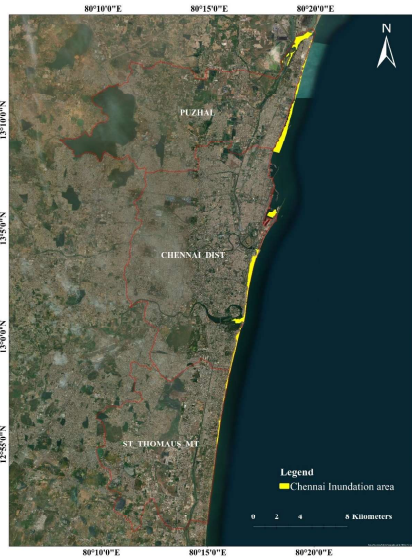 80°10'0"E 80°15'0"E 80°20'0"E
N
13°10'0"N
PUZHAL
13°5'0"N
CHENNAI_DIST
13°0'0"N
12°55'0"N
ST_THOMAUS_MT
Legend
Chennai Inundation area
0 2 4 8 Kilometers
80°10'0"E 80°15'0"E 80°20'0"E